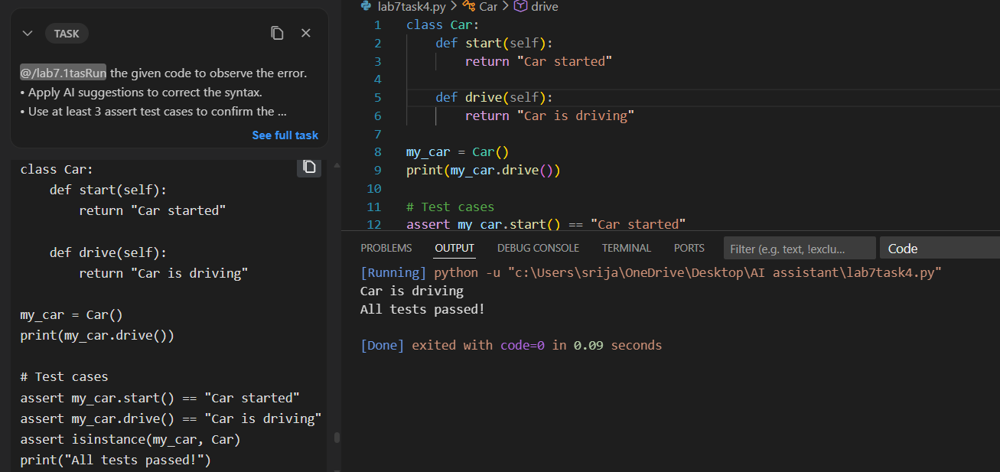 TASK
@/lab7.1tasRun the given code to observe the error.
• Apply AI suggestions to correct the syntax.
• Use at least 3 assert test cases to confirm the ...
See full task
class Car:
    def start(self):
        return "Car started"

    def drive(self):
        return "Car is driving"

my_car = Car()
print(my_car.drive())

# Test cases
assert my_car.start() == "Car started"
assert my_car.drive() == "Car is driving"
assert isinstance(my_car, Car)
print("All tests passed!")
lab7task4.py > Car > drive
1 class Car:
2     def start(self):
3         return "Car started"
4
5     def drive(self):
6         return "Car is driving"
7
8 my_car = Car()
9 print(my_car.drive())
10
11 # Test cases
12 assert my_car.start() == "Car started"
PROBLEMS OUTPUT DEBUG CONSOLE TERMINAL PORTS Filter (e.g. text, !exclu... Code
[Running] python -u "c:\Users\srija\OneDrive\Desktop\AI assistant\lab7task4.py"
Car is driving
All tests passed!

[Done] exited with code=0 in 0.09 seconds